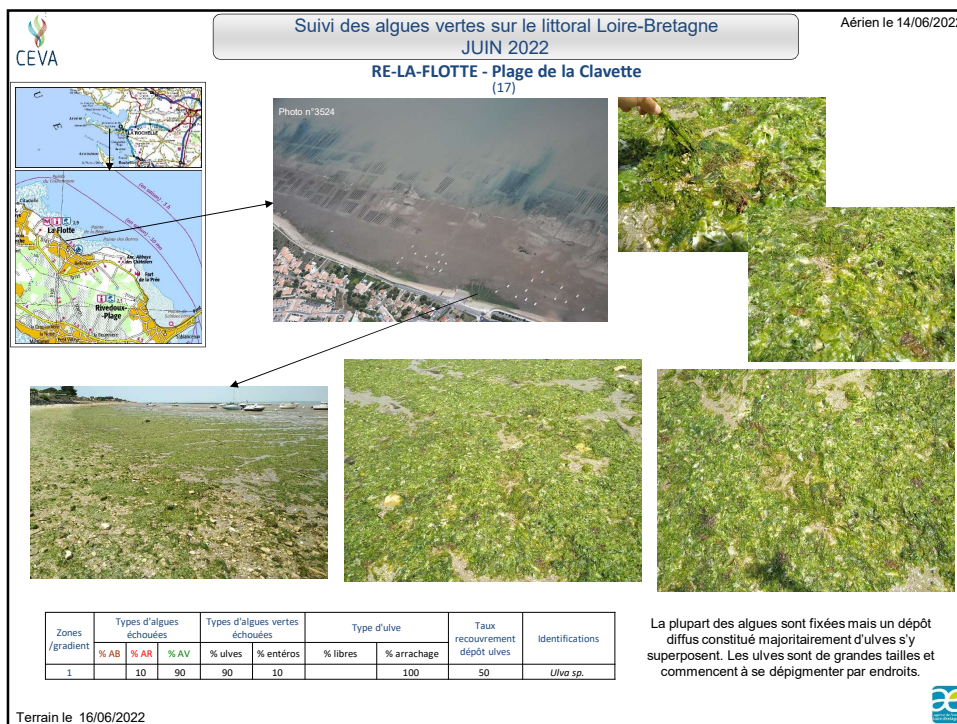 CEVA
Suivi des algues vertes sur le littoral Loire-Bretagne
JUIN 2022
Aérien le 14/06/2022
RE-LA-FLOTTE - Plage de la Clavette
(17)
Photo n°3524
LA ROCHELLE
La Flotte
Fort
de la Prée
Rivedoux-
Plage
Zones
/gradient
Types d'algues
échouées
Types d'algues vertes
échouées
Type d'ulve
Taux
recouvrement
dépôt ulves
Identifications
% AB % AR % AV % ulves % entéros % libres % arrachage
1 10 90 90 10 100 50 Ulva sp.
La plupart des algues sont fixées mais un dépôt
diffus constitué majoritairement d'ulves s'y
superposent. Les ulves sont de grandes tailles et
commencent à se dépigmenter par endroits.
Terrain le 16/06/2022